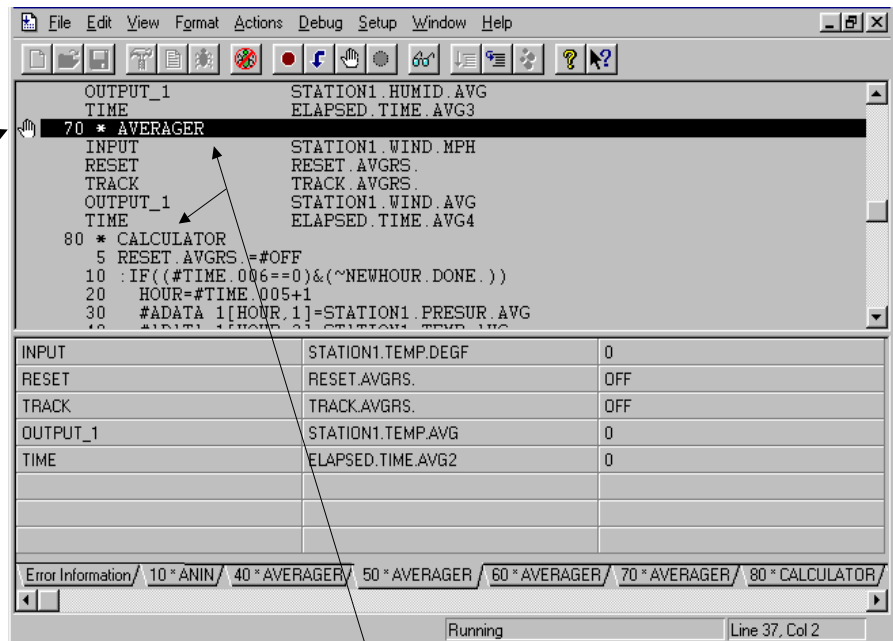 File Edit View Format Actions Debug Setup Window Help
OUTPUT_1 STATION1.HUMID.AVG
TIME ELAPSED.TIME.AVG3
70 * AVERAGER
INPUT STATION1.WIND.MPH
RESET RESET.AVGRS.
TRACK TRACK.AVGRS.
OUTPUT_1 STATION1.WIND.AVG
TIME ELAPSED.TIME.AVG4
80 * CALCULATOR
5 RESET.AVGRS.=#OFF
10 :IF((#TIME.006==0)&(~NEWHOUR.DONE.))
20 HOUR=#TIME.005+1
30 #ADATA 1[HOUR,1]=STATION1.PRESUR.AVG
INPUT STATION1.TEMP.DEGF 0
RESET RESET.AVGRS. OFF
TRACK TRACK.AVGRS. OFF
OUTPUT_1 STATION1.TEMP.AVG 0
TIME ELAPSED.TIME.AVG2 0
Error Information 10 * ANIN 40 * AVERAGER 50 * AVERAGER 60 * AVERAGER 70 * AVERAGER 80 * CALCULATOR
Running Line 37, Col 2